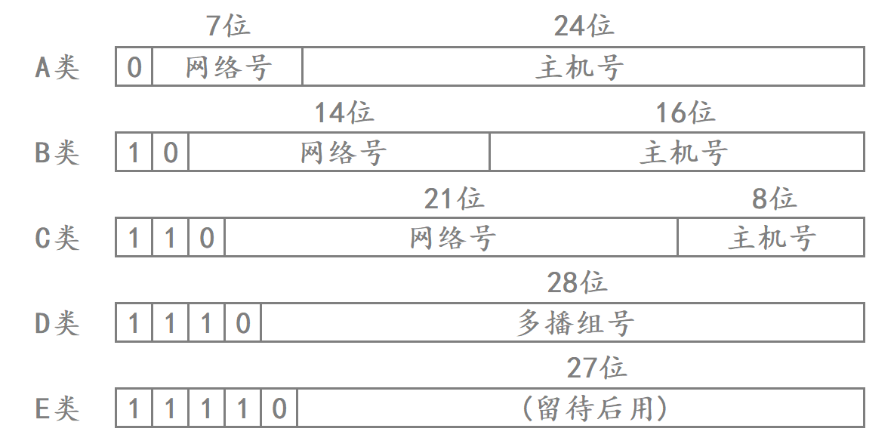 7位 24位
A类 0 网络号 主机号
14位 16位
B类 1 0 网络号 主机号
21位 8位
C类 1 1 0 网络号 主机号
28位
D类 1 1 1 0 多播组号
27位
E类 1 1 1 1 0 (留待后用)